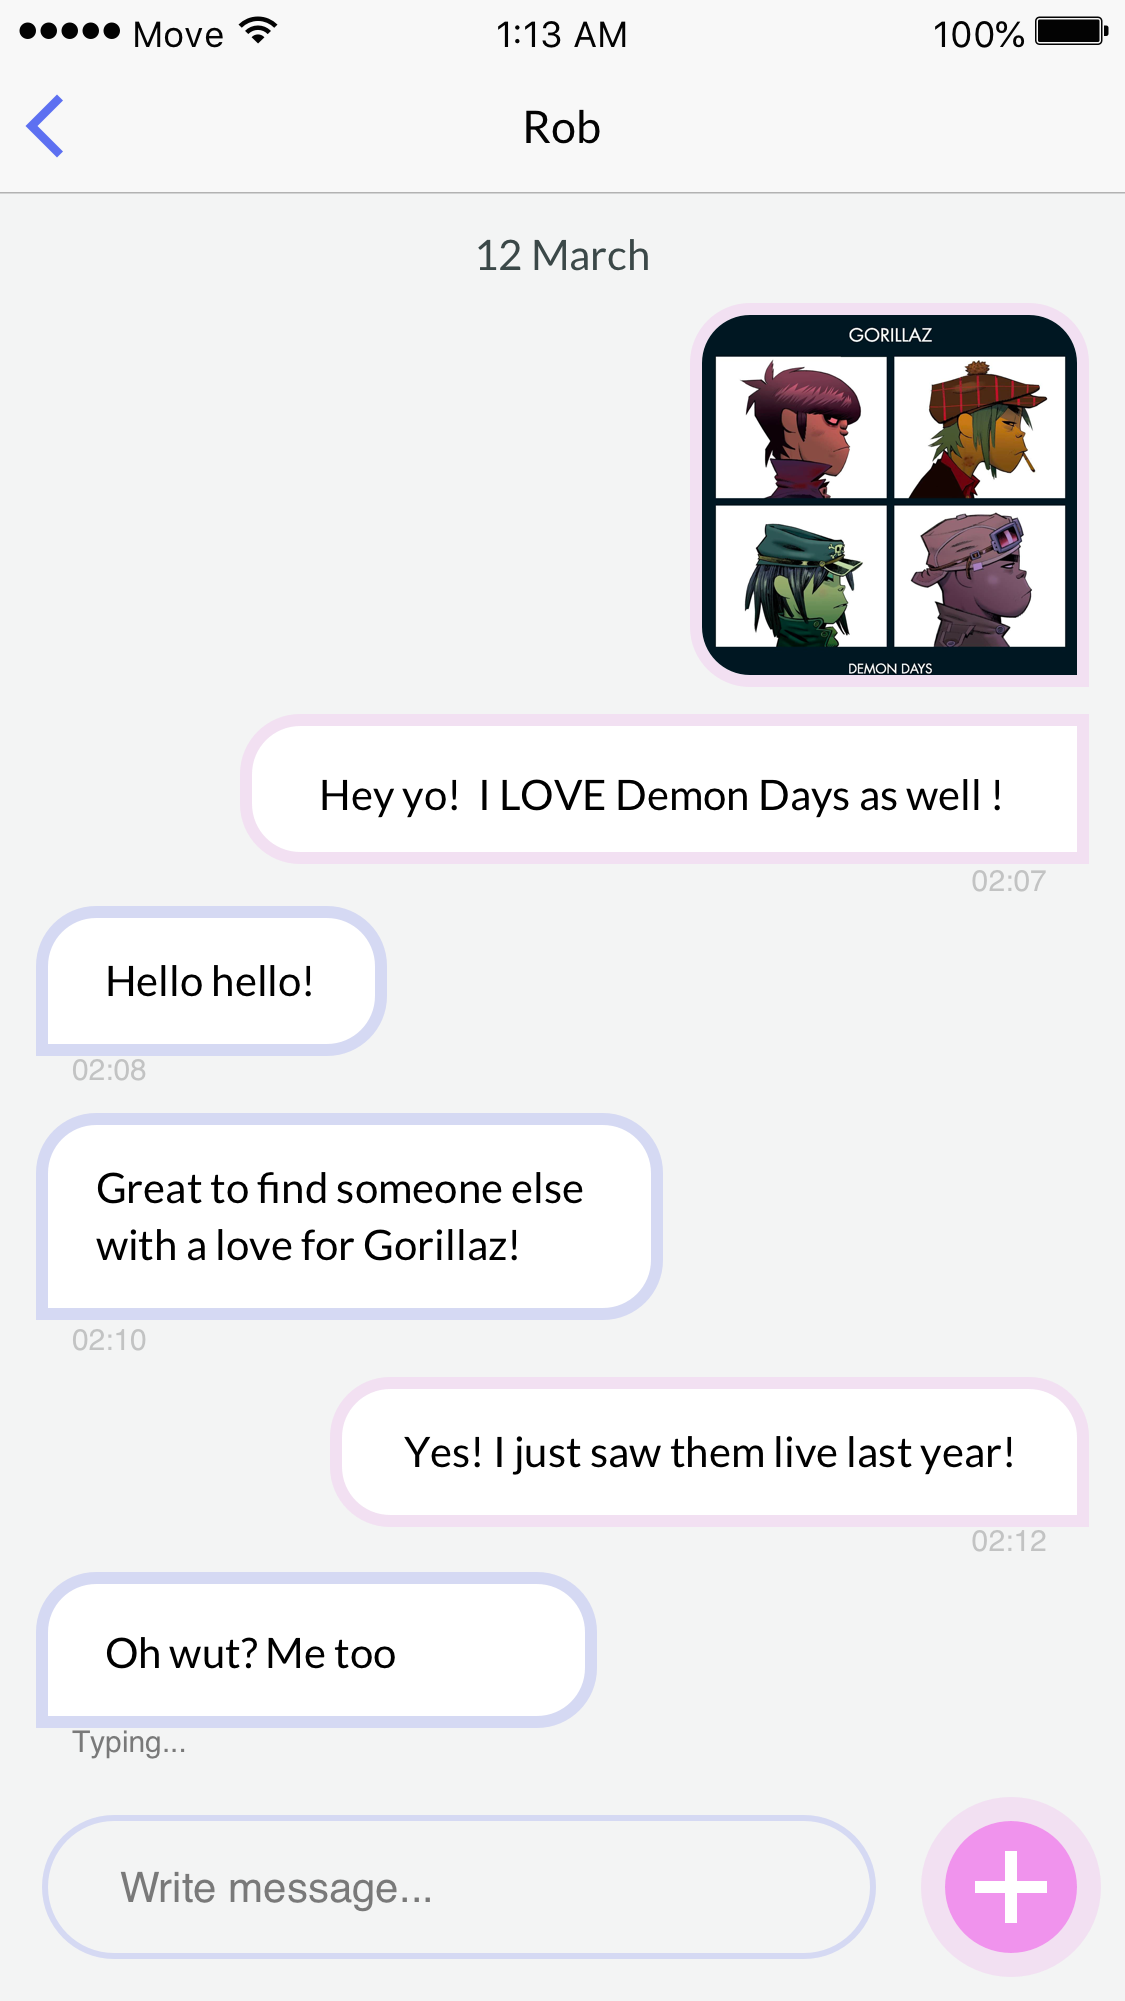 Move 1:13 AM 100%
Rob
12 March
GORILLAZ
DEMON DAYS
Hey yo!  I LOVE Demon Days as well !
02:07
Hello hello!
02:08
Great to find someone else
with a love for Gorillaz!
02:10
Yes! I just saw them live last year!
02:12
Oh wut? Me too
Typing...
Write message...